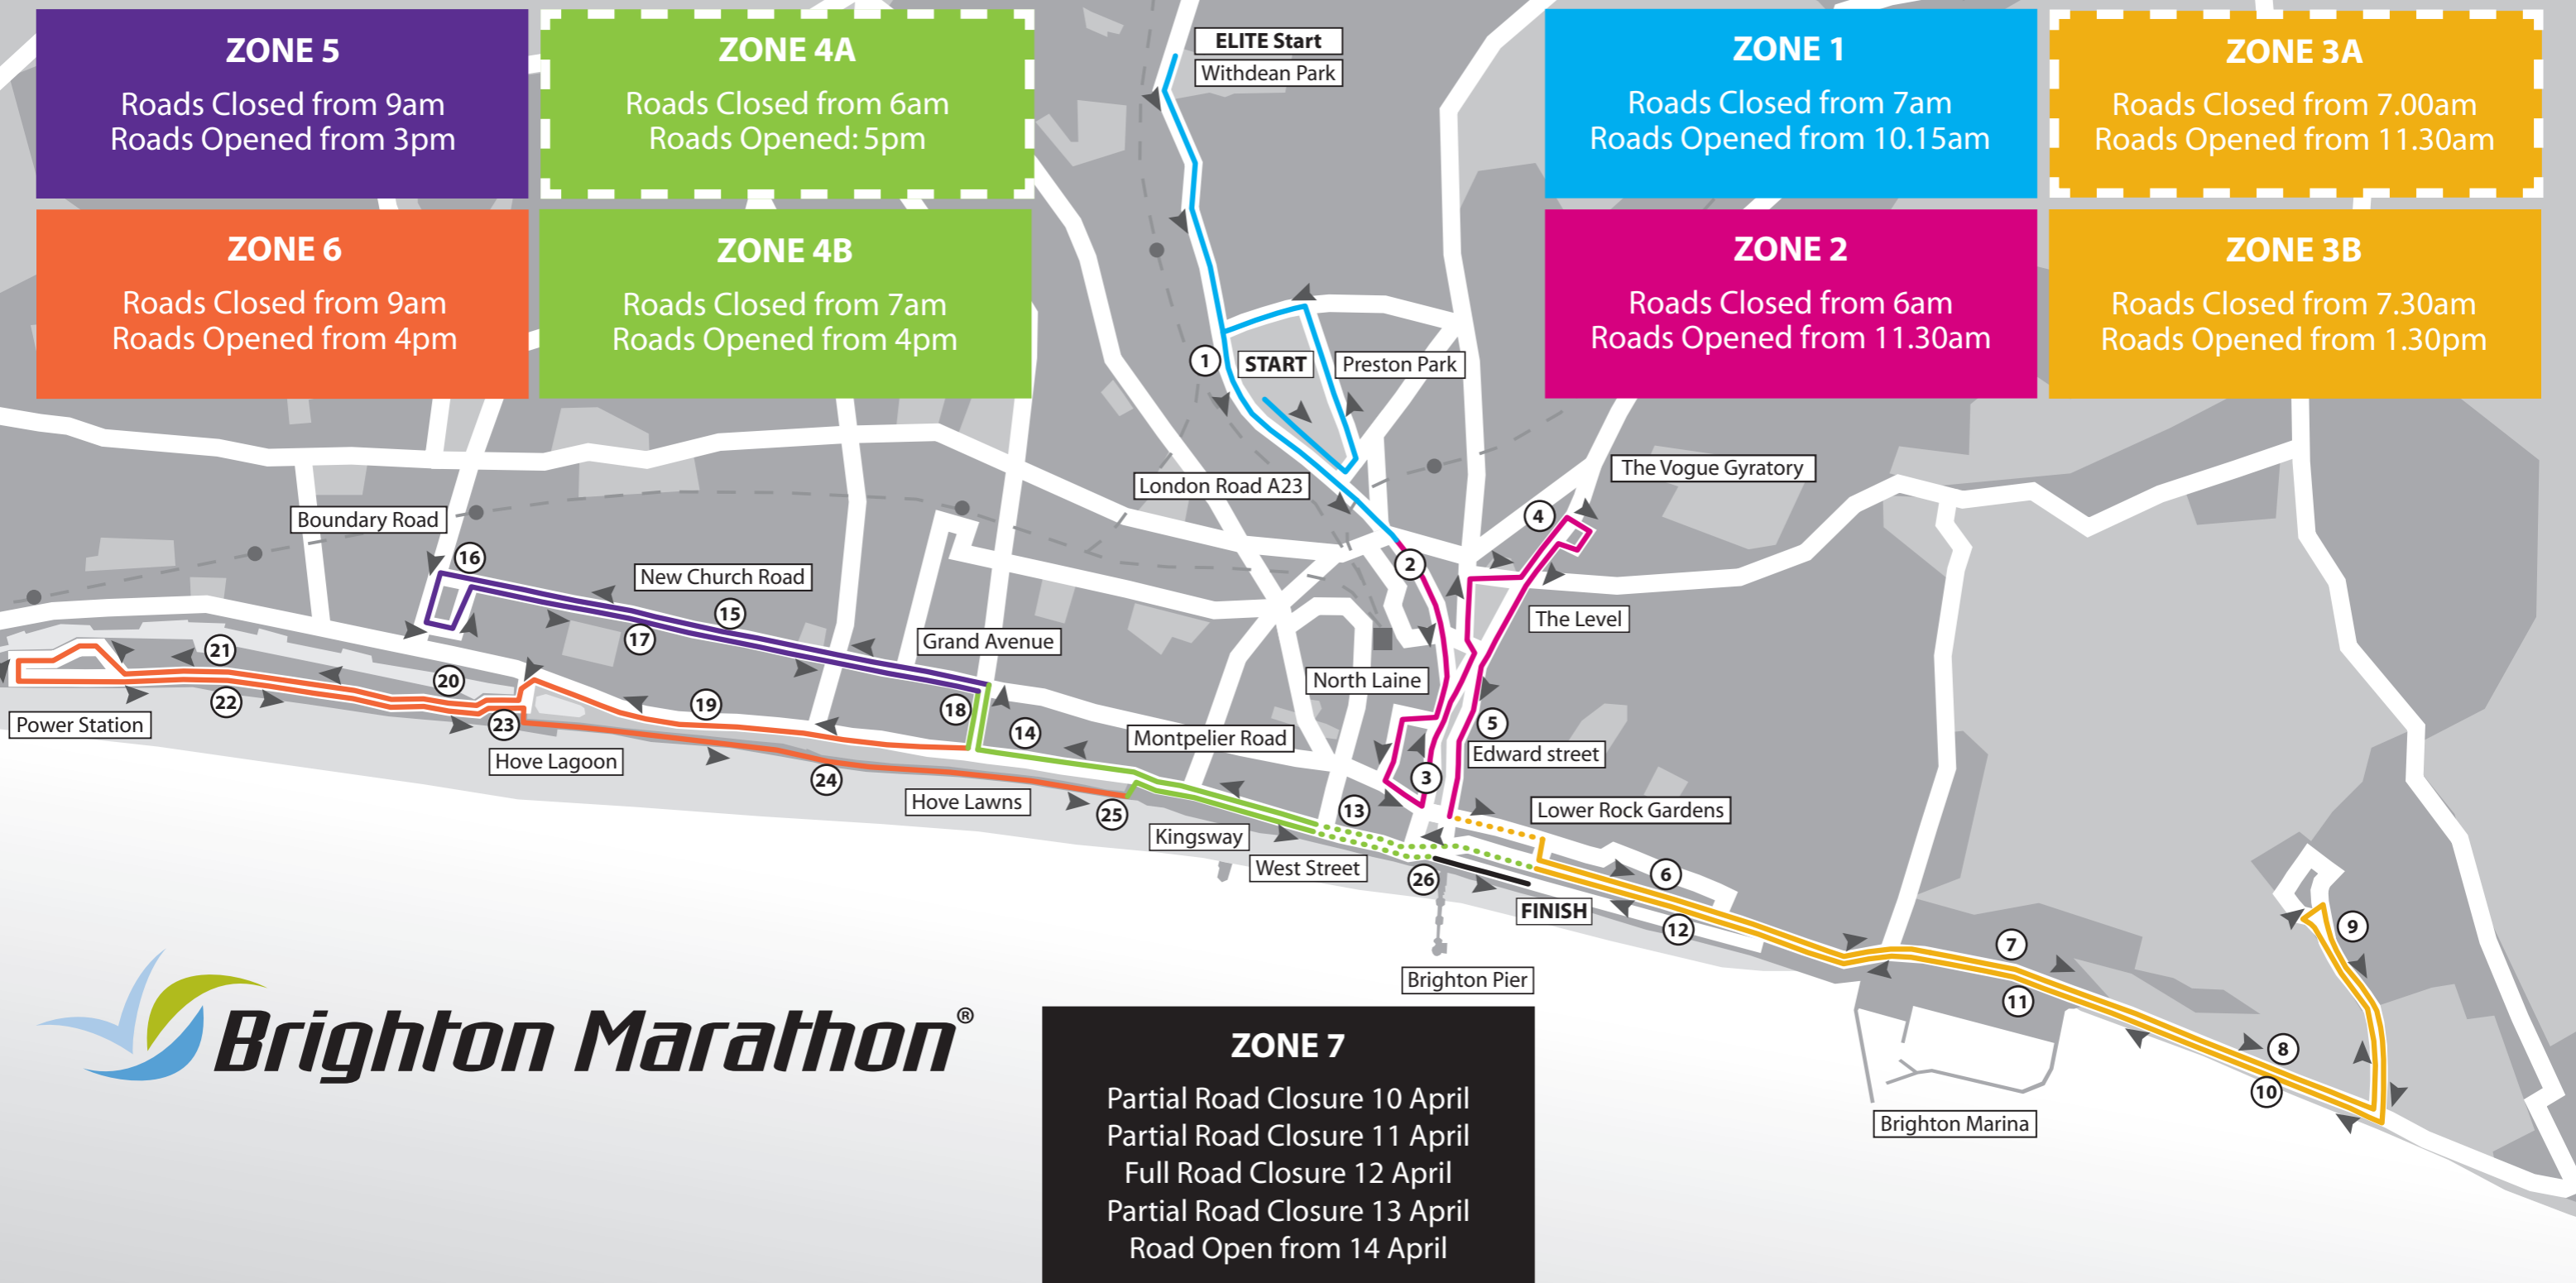 ZONE 5
Roads Closed from 9am
Roads Opened from 3pm
ZONE 4A
Roads Closed from 6am
Roads Opened: 5pm
ZONE 6
Roads Closed from 9am
Roads Opened from 4pm
ZONE 4B
Roads Closed from 7am
Roads Opened from 4pm
ZONE 1
Roads Closed from 7am
Roads Opened from 10.15am
ZONE 3A
Roads Closed from 7.00am
Roads Opened from 11.30am
ZONE 2
Roads Closed from 6am
Roads Opened from 11.30am
ZONE 3B
Roads Closed from 7.30am
Roads Opened from 1.30pm
ELITE Start
Withdean Park
1
START
Preston Park
London Road A23
The Vogue Gyratory
4
2
The Level
Boundary Road
16
New Church Road
15
17
Grand Avenue
North Laine
21
20
22
19
18
14
Power Station
23
Hove Lagoon
24
Hove Lawns
25
Montpelier Road
5
Edward street
3
13
Lower Rock Gardens
Kingsway
West Street
26
6
FINISH
12
Brighton Pier
7
11
9
8
10
Brighton Marina
Brighton Marathon®
ZONE 7
Partial Road Closure 10 April
Partial Road Closure 11 April
Full Road Closure 12 April
Partial Road Closure 13 April
Road Open from 14 April